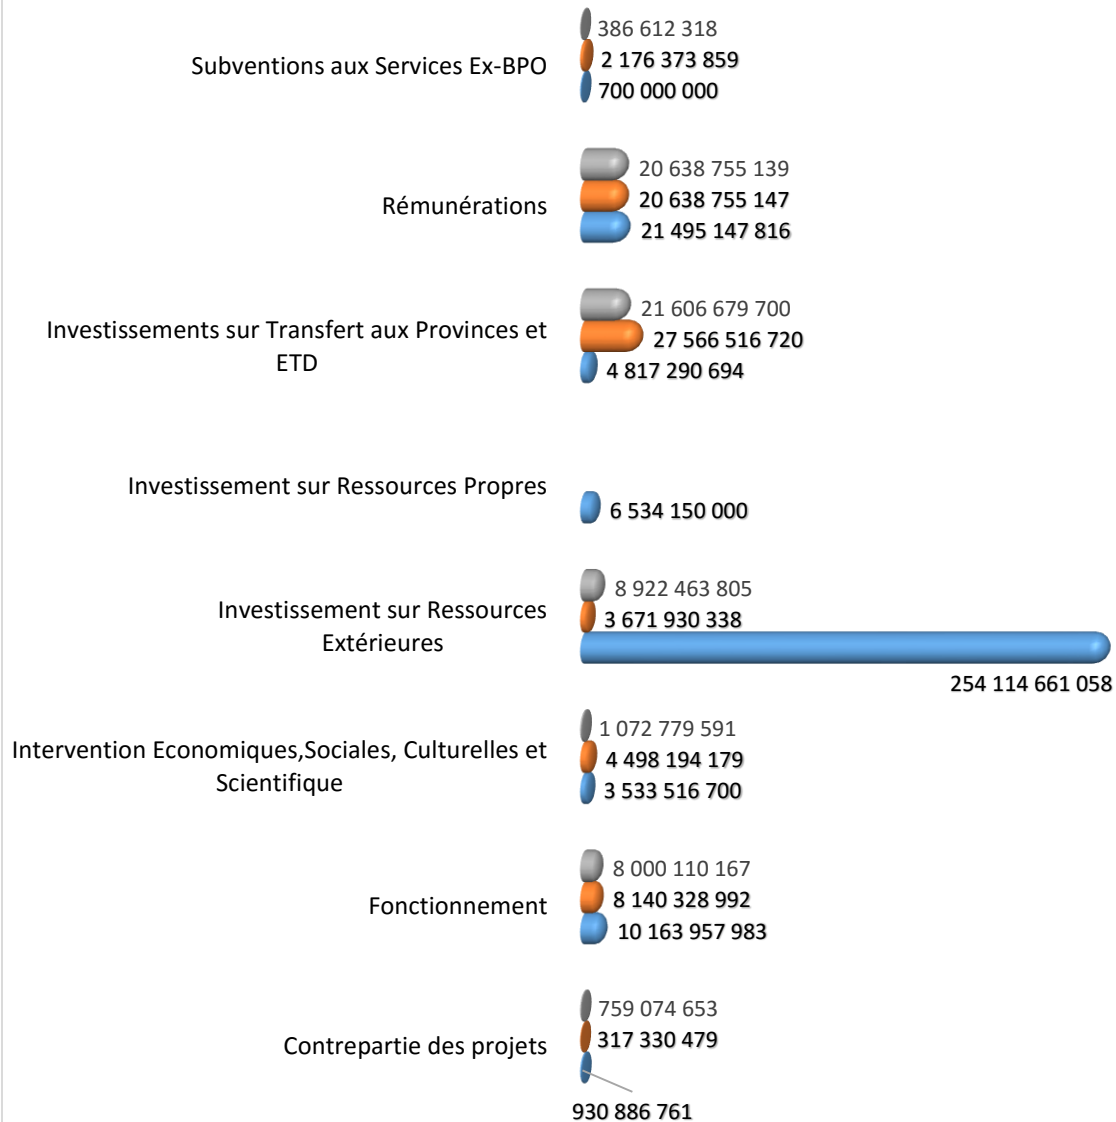 386 612 318
Subventions aux Services Ex-BPO
2 176 373 859
700 000 000
20 638 755 139
Rémunérations
20 638 755 147
21 495 147 816
21 606 679 700
Investissements sur Transfert aux Provinces et
ETD
27 566 516 720
4 817 290 694
Investissement sur Ressources Propres
6 534 150 000
8 922 463 805
Investissement sur Ressources
Extérieures
3 671 930 338
254 114 661 058
1 072 779 591
Intervention Economiques,Sociales, Culturelles et
Scientifique
4 498 194 179
3 533 516 700
8 000 110 167
Fonctionnement
8 140 328 992
10 163 957 983
759 074 653
Contrepartie des projets
317 330 479
930 886 761